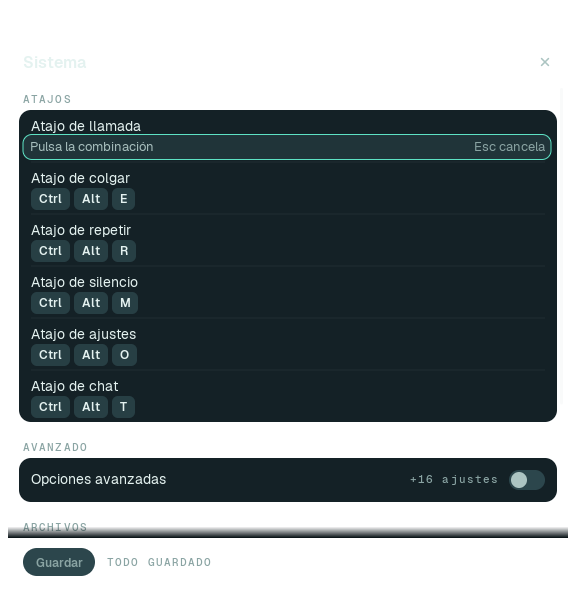 Sistema ×
ATAJOS
Atajo de llamada
Pulsa la combinación Esc cancela
Atajo de colgar
Ctrl Alt E
Atajo de repetir
Ctrl Alt R
Atajo de silencio
Ctrl Alt M
Atajo de ajustes
Ctrl Alt O
Atajo de chat
Ctrl Alt T
AVANZADO
Opciones avanzadas +16 ajustes
ARCHIVOS
Guardar TODO GUARDADO